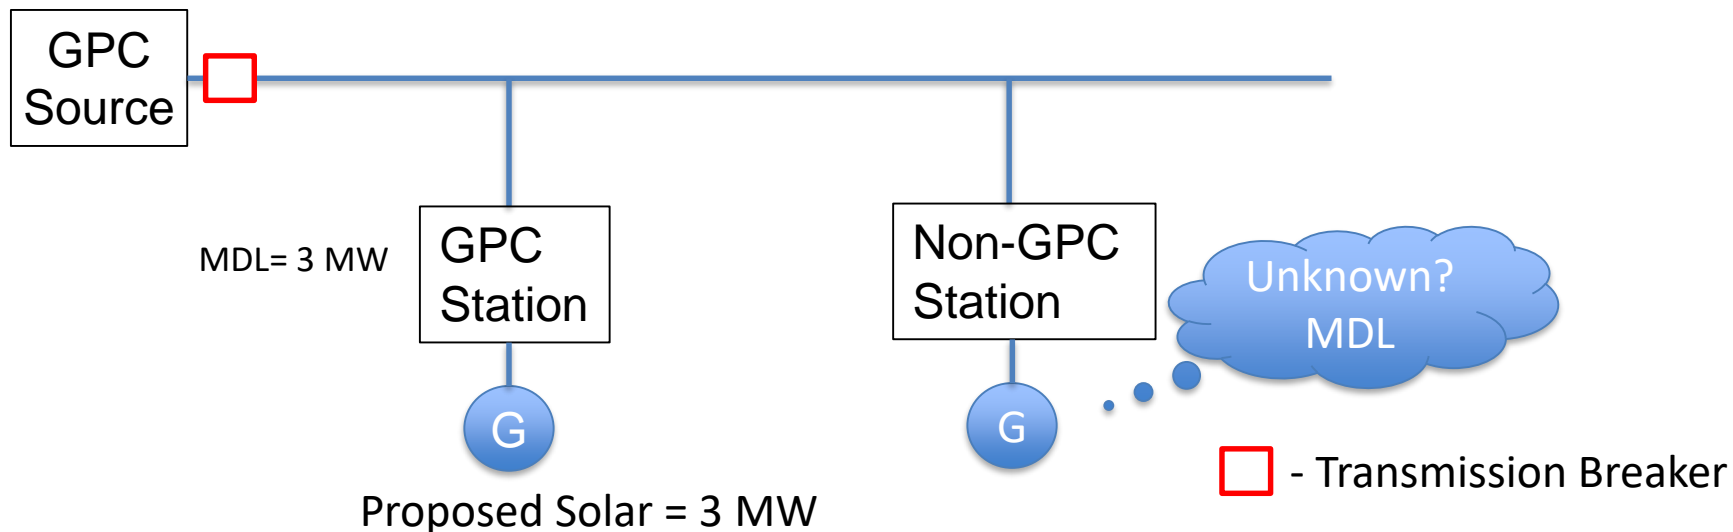 GPC
Source
MDL= 3 MW
GPC
Station
Non-GPC
Station
Unknown?
MDL
G
G
- Transmission Breaker
Proposed Solar = 3 MW